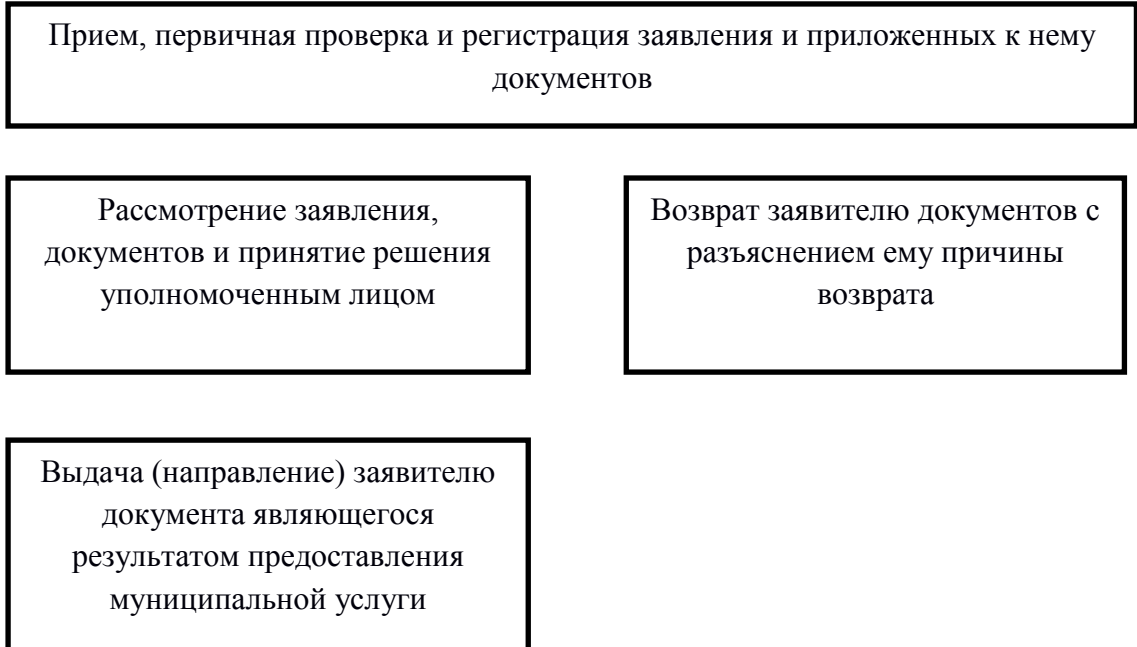 Прием, первичная проверка и регистрация заявления и приложенных к нему
документов
Рассмотрение заявления,
документов и принятие решения
уполномоченным лицом
Возврат заявителю документов с
разъяснением ему причины
возврата
Выдача (направление) заявителю
документа являющегося
результатом предоставления
муниципальной услуги